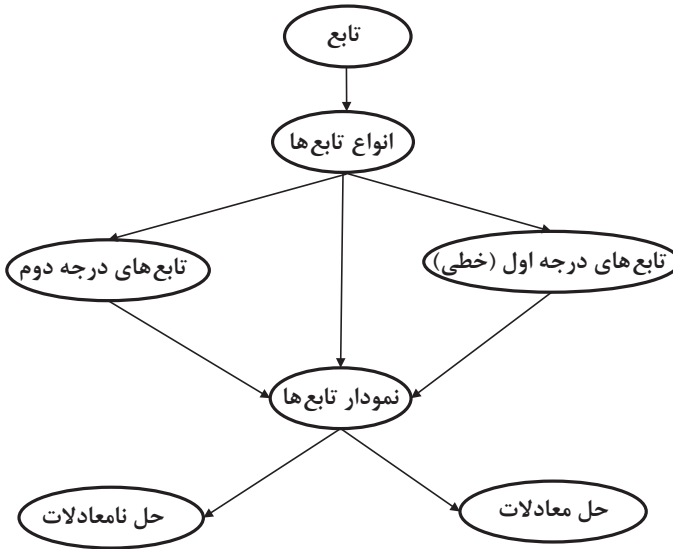 تابع
انواع تابع‌ها
تابع‌های درجه اول (خطی)
تابع‌های درجه دوم
نمودار تابع‌ها
حل معادلات
حل نامعادلات